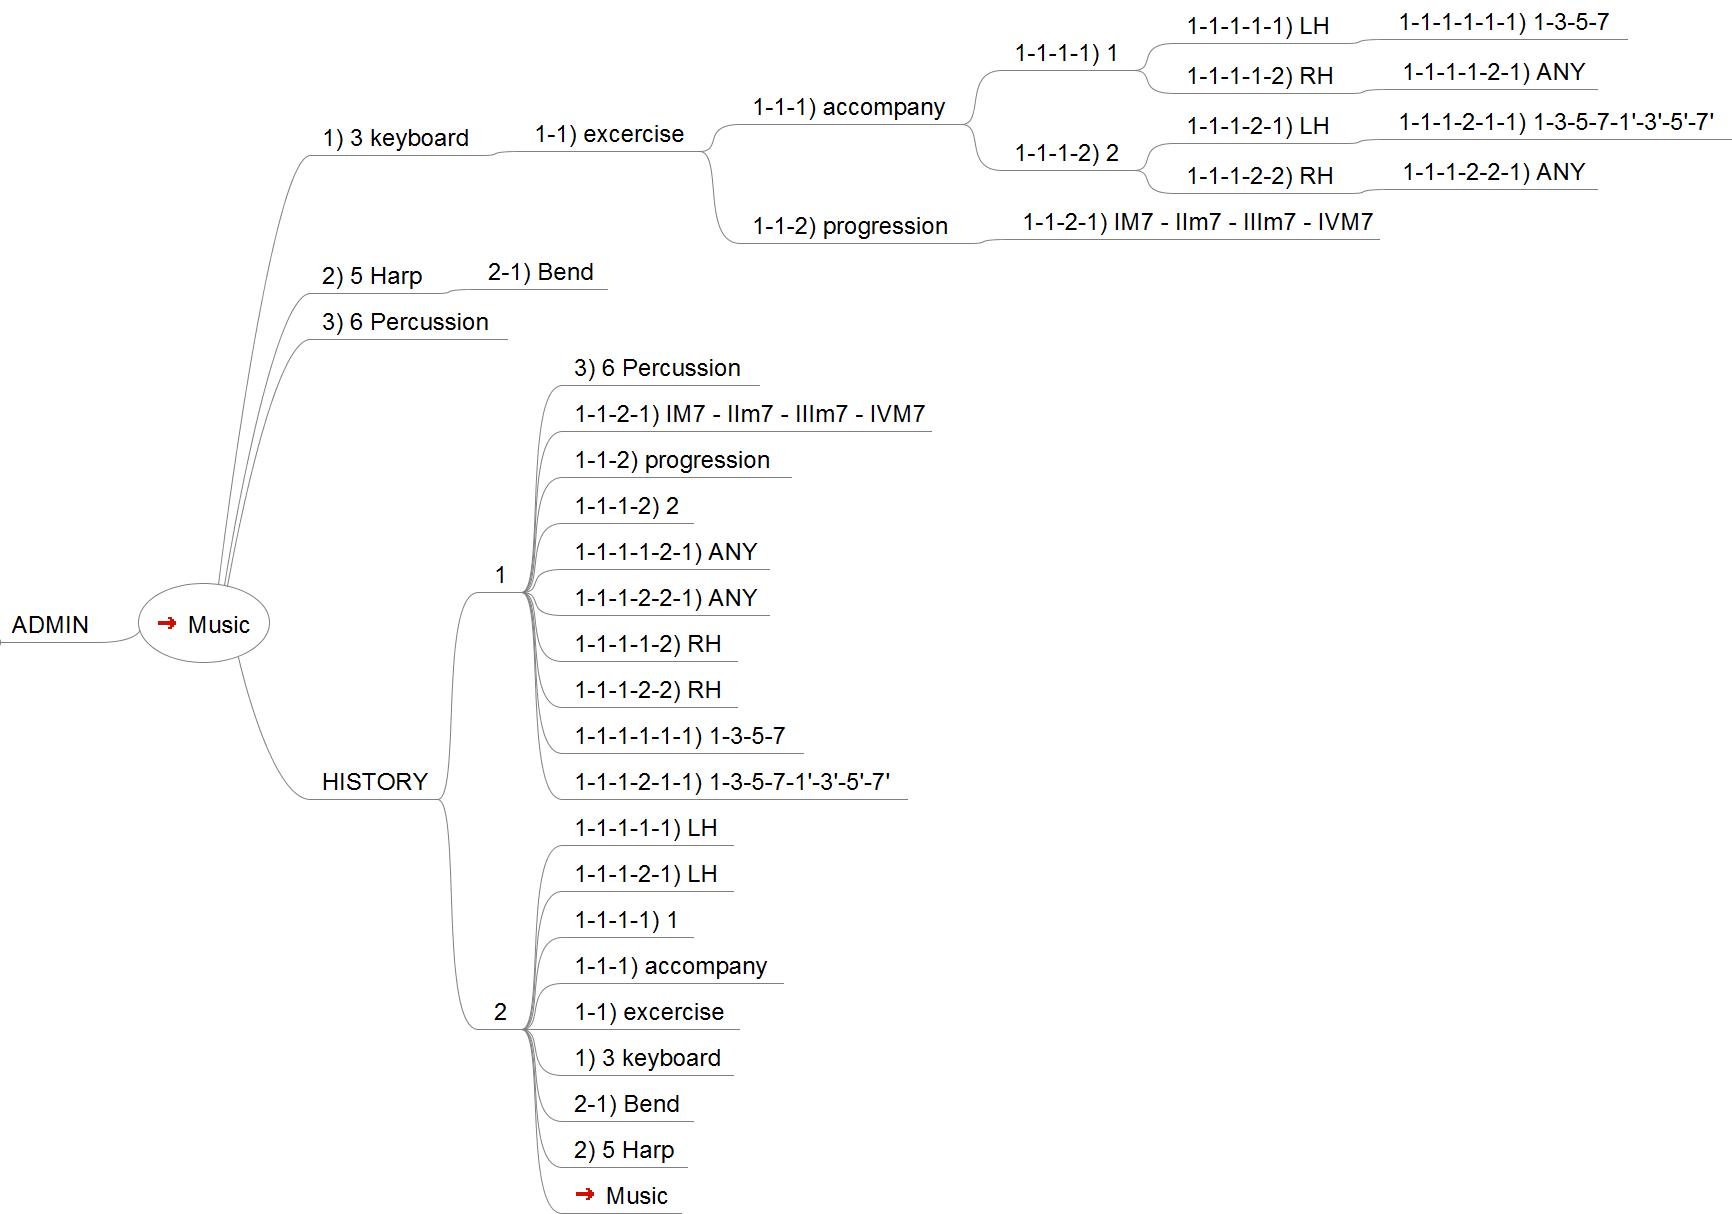 1-1-1-1-1) LH
1-1-1-1-1-1) 1-3-5-7
1-1-1-1) 1
1-1-1-1-2) RH
1-1-1-1-2-1) ANY
1-1-1) accompany
1) 3 keyboard
1-1) excercise
1-1-1-2-1) LH
1-1-1-2-1-1) 1-3-5-7-1'-3'-5'-7'
1-1-1-2) 2
1-1-1-2-2) RH
1-1-1-2-2-1) ANY
1-1-2) progression
1-1-2-1) IM7 - IIm7 - IIIm7 - IVM7
2) 5 Harp
2-1) Bend
3) 6 Percussion
3) 6 Percussion
1-1-2-1) IM7 - IIm7 - IIIm7 - IVM7
1-1-2) progression
1-1-1-2) 2
1-1-1-1-2-1) ANY
1
1-1-1-2-2-1) ANY
ADMIN
Music
1-1-1-1-2) RH
1-1-1-2-2) RH
1-1-1-1-1-1) 1-3-5-7
HISTORY
1-1-1-2-1-1) 1-3-5-7-1'-3'-5'-7'
1-1-1-1-1) LH
1-1-1-2-1) LH
1-1-1-1) 1
1-1-1) accompany
2
1-1) excercise
1) 3 keyboard
2-1) Bend
2) 5 Harp
Music